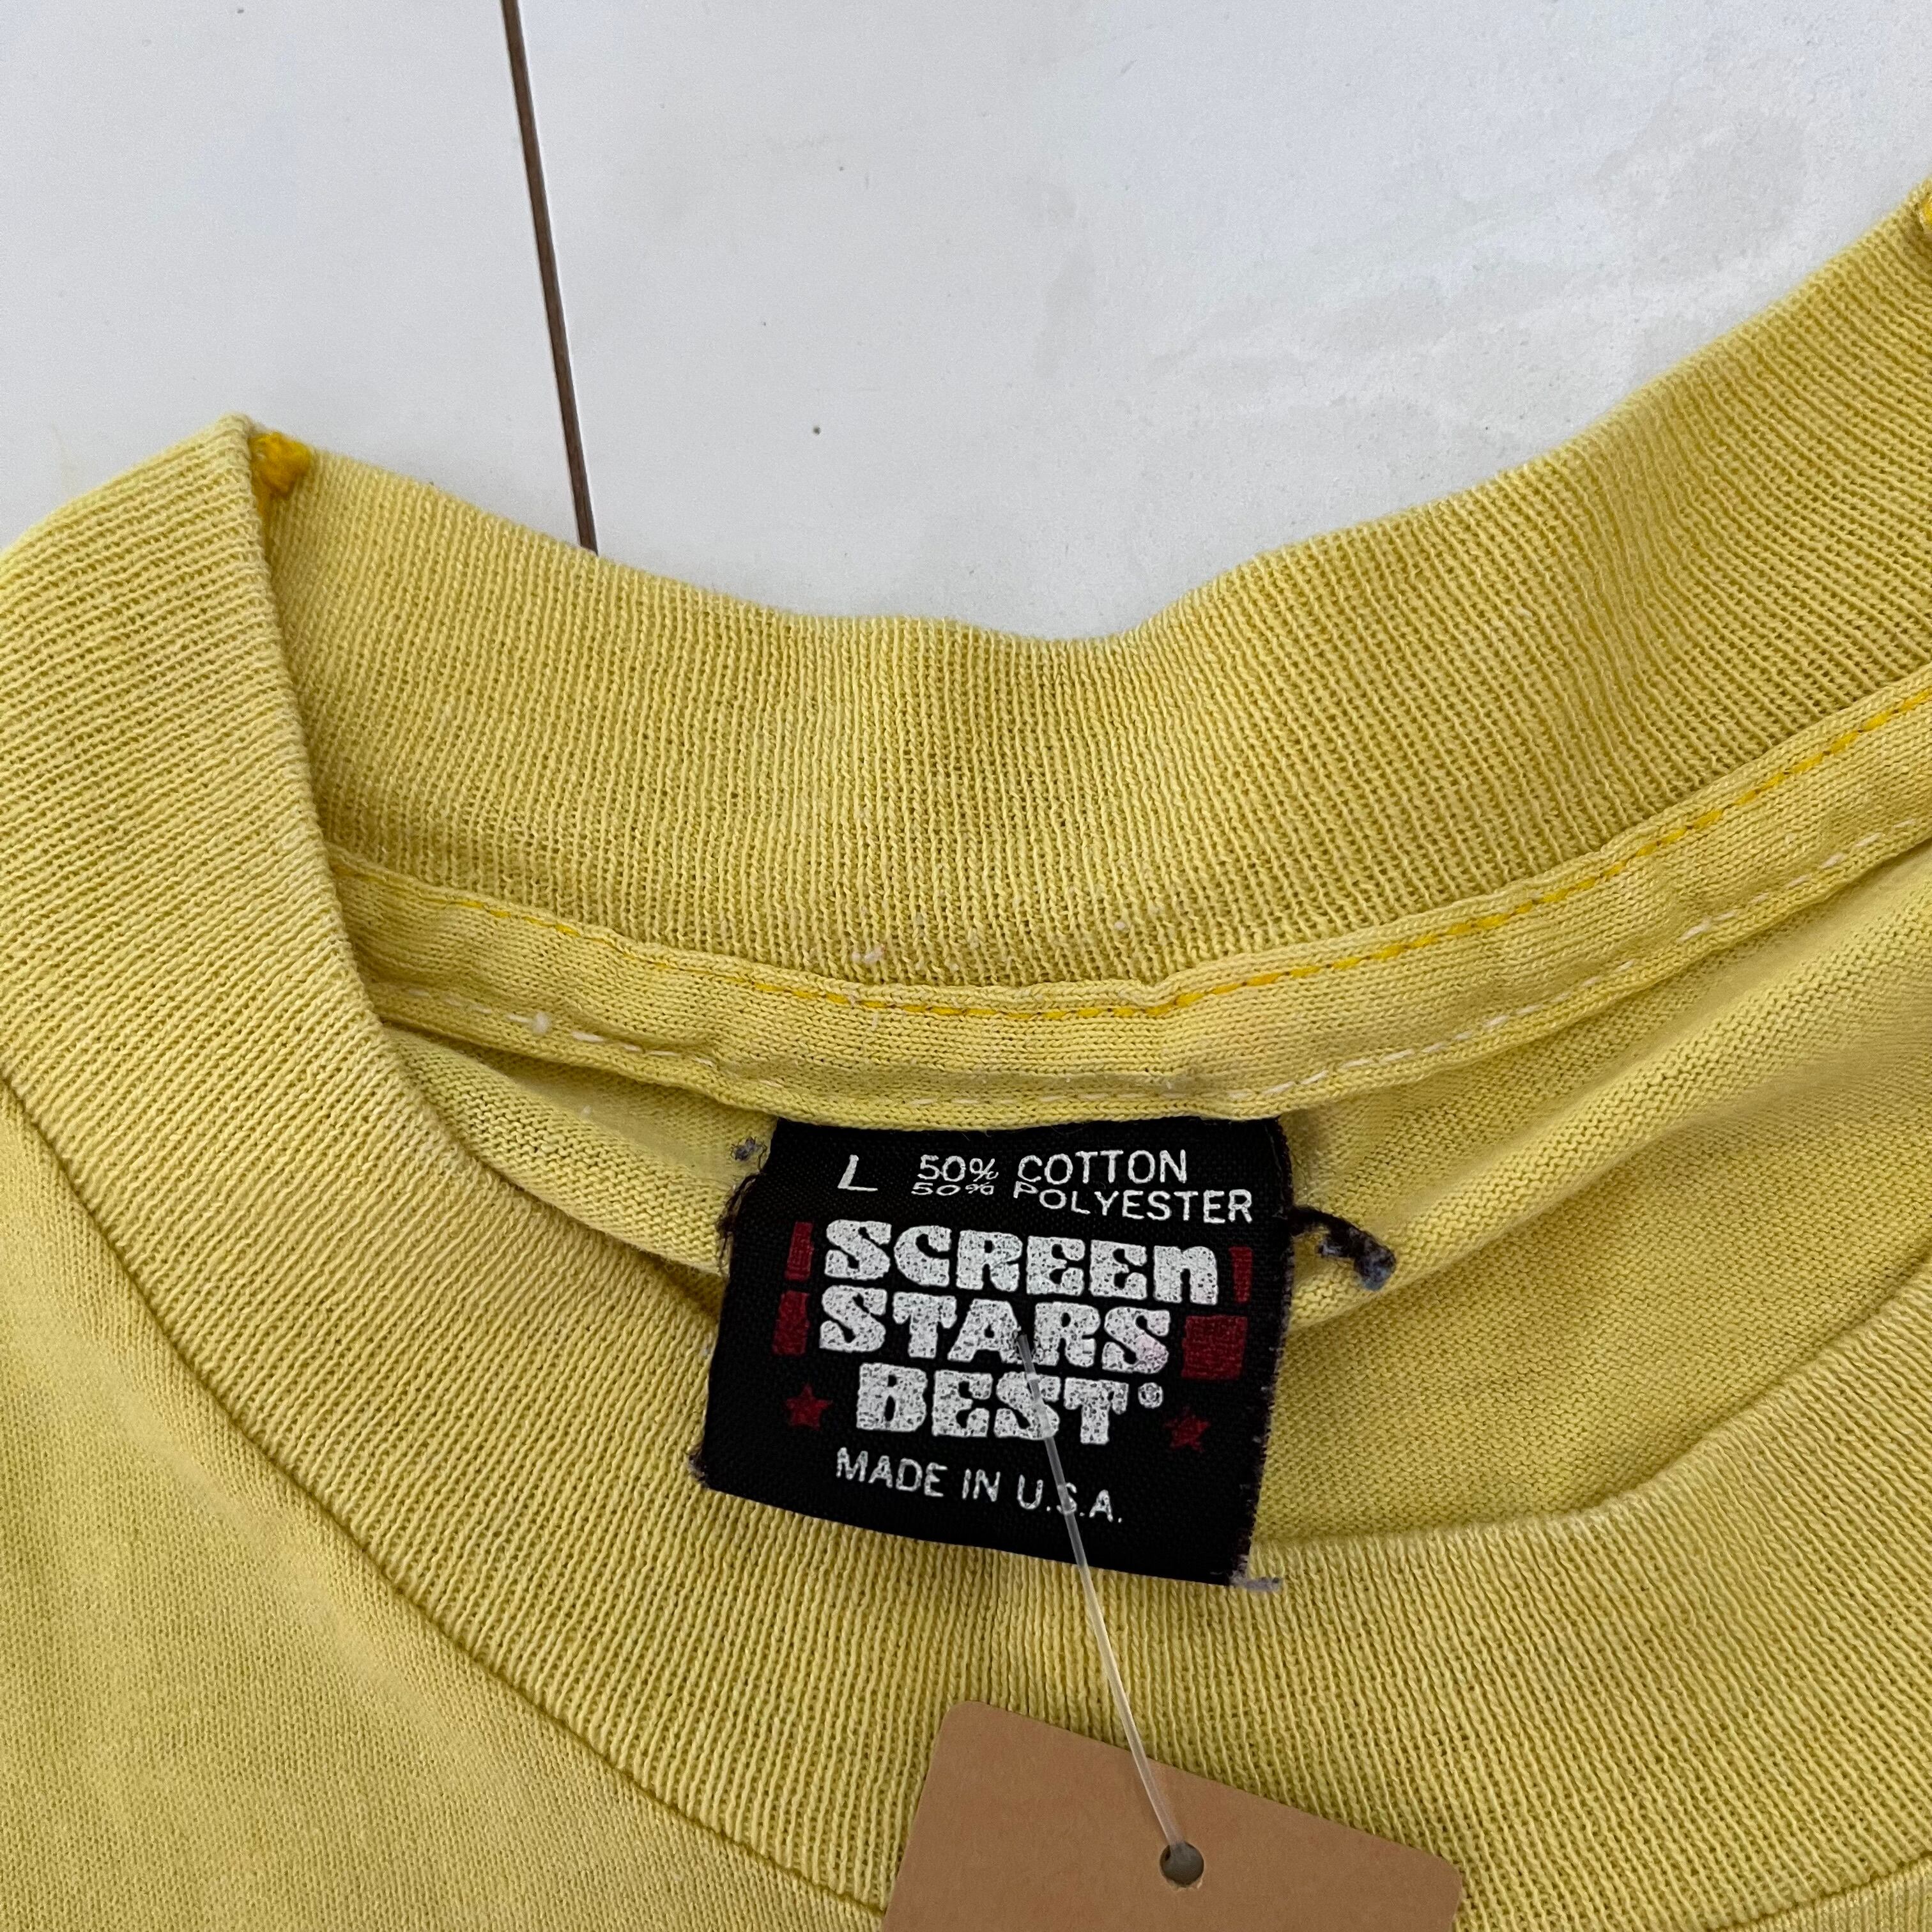 L 50% COTTON
50% POLYESTER
SCREEN
STARS
BEST®
MADE IN U.S.A.